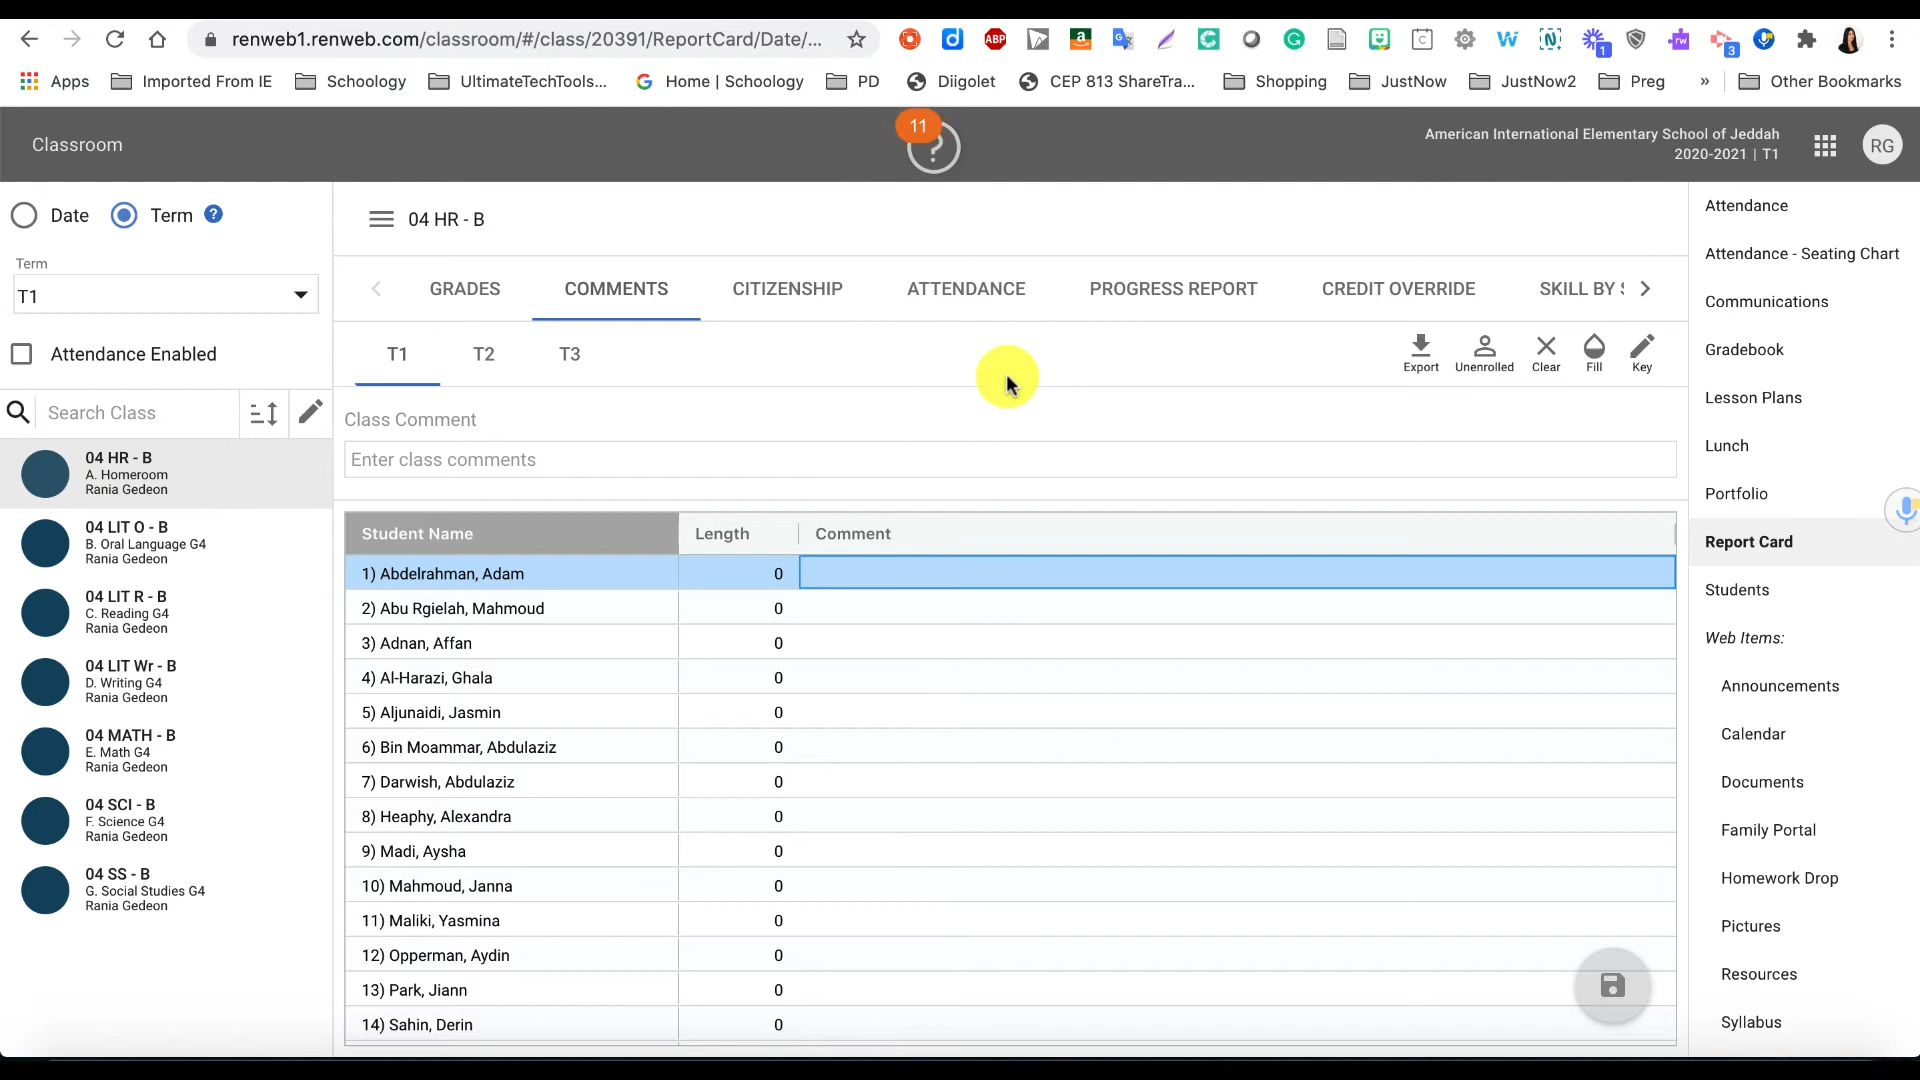 renweb1.renweb.com/classroom/#/class/20391/ReportCard/Date/...
Apps Imported From IE Schoology UltimateTechTools... Home | Schoology PD Diigolet CEP 813 ShareTra... Shopping JustNow JustNow2 Preg » Other Bookmarks
Classroom
11
?
American International Elementary School of Jeddah
2020-2021 | T1
RG
Date Term ?
Term
T1
Attendance Enabled
Search Class
04 HR - B
A. Homeroom
Rania Gedeon
04 LIT O - B
B. Oral Language G4
Rania Gedeon
04 LIT R - B
C. Reading G4
Rania Gedeon
04 LIT Wr - B
D. Writing G4
Rania Gedeon
04 MATH - B
E. Math G4
Rania Gedeon
04 SCI - B
F. Science G4
Rania Gedeon
04 SS - B
G. Social Studies G4
Rania Gedeon
04 HR - B
GRADES COMMENTS CITIZENSHIP ATTENDANCE PROGRESS REPORT CREDIT OVERRIDE SKILL BY
T1 T2 T3
Export Unenrolled Clear Fill Key
Class Comment
Enter class comments
Student Name Length Comment
1) Abdelrahman, Adam 0
2) Abu Rgielah, Mahmoud 0
3) Adnan, Affan 0
4) Al-Harazi, Ghala 0
5) Aljunaidi, Jasmin 0
6) Bin Moammar, Abdulaziz 0
7) Darwish, Abdulaziz 0
8) Heaphy, Alexandra 0
9) Madi, Aysha 0
10) Mahmoud, Janna 0
11) Maliki, Yasmina 0
12) Opperman, Aydin 0
13) Park, Jiann 0
14) Sahin, Derin 0
Attendance
Attendance - Seating Chart
Communications
Gradebook
Lesson Plans
Lunch
Portfolio
Report Card
Students
Web Items:
Announcements
Calendar
Documents
Family Portal
Homework Drop
Pictures
Resources
Syllabus